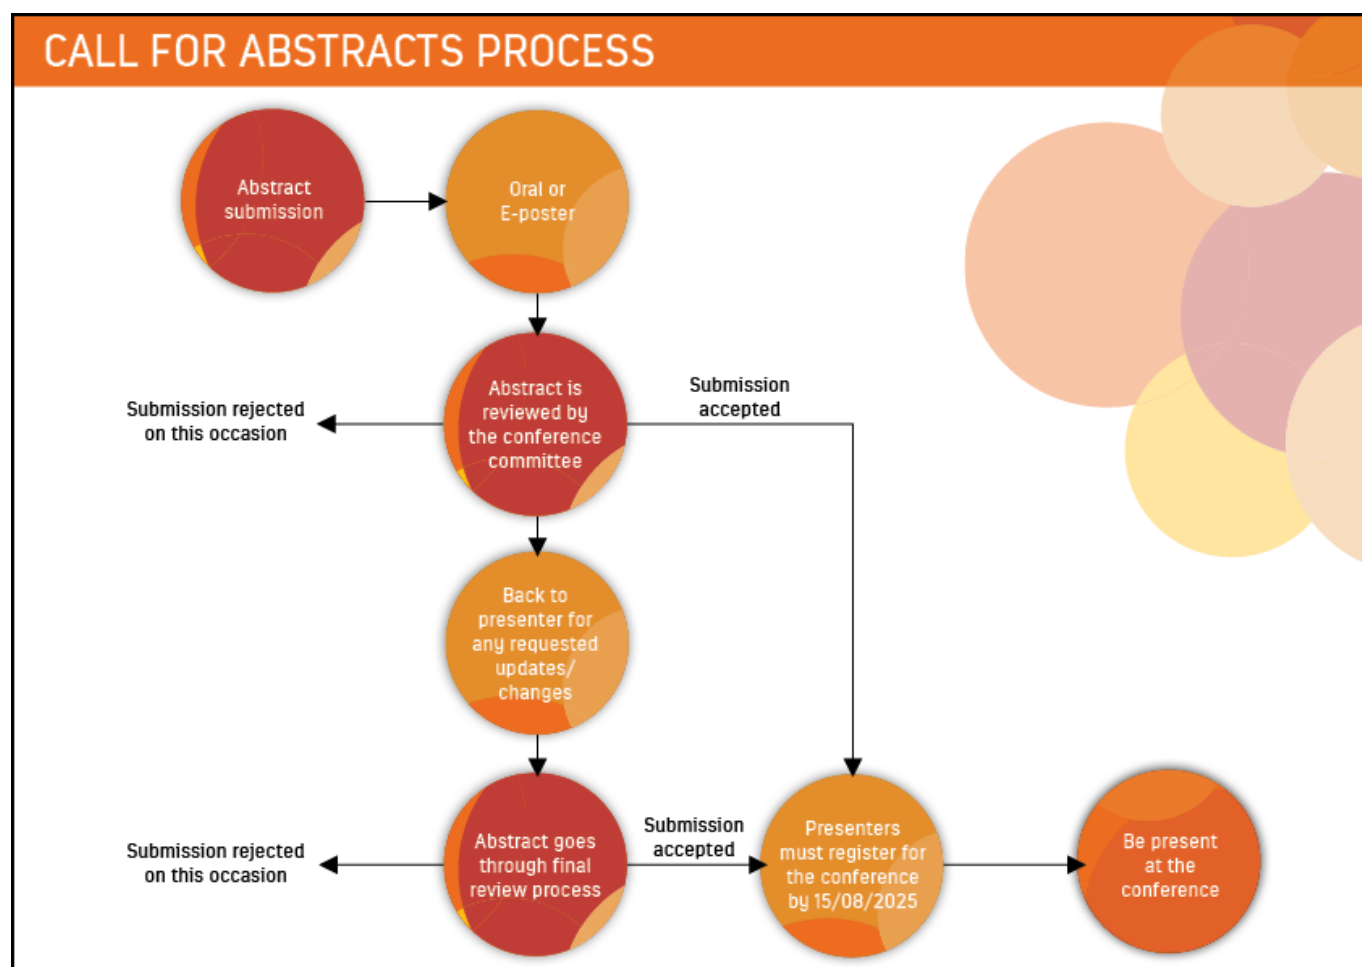 CALL FOR ABSTRACTS PROCESS
Abstract
submission
Oral or
E-poster
Abstract is
reviewed by
the conference
committee
Submission rejected
on this occasion
Submission
accepted
Back to
presenter for
any requested
updates/
changes
Abstract goes
through final
review process
Submission rejected
on this occasion
Submission
accepted
Presenters
must register for
the conference
by 15/08/2025
Be present
at the
conference